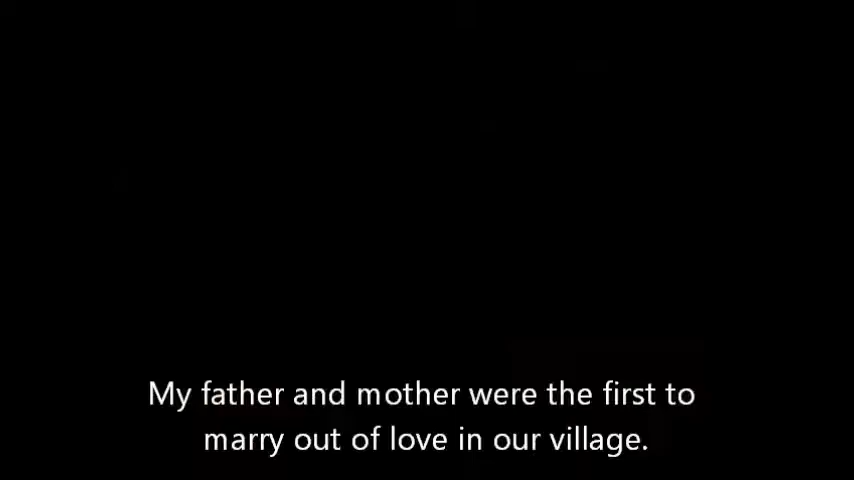 My father and mother were the first to
marry out of love in our village.